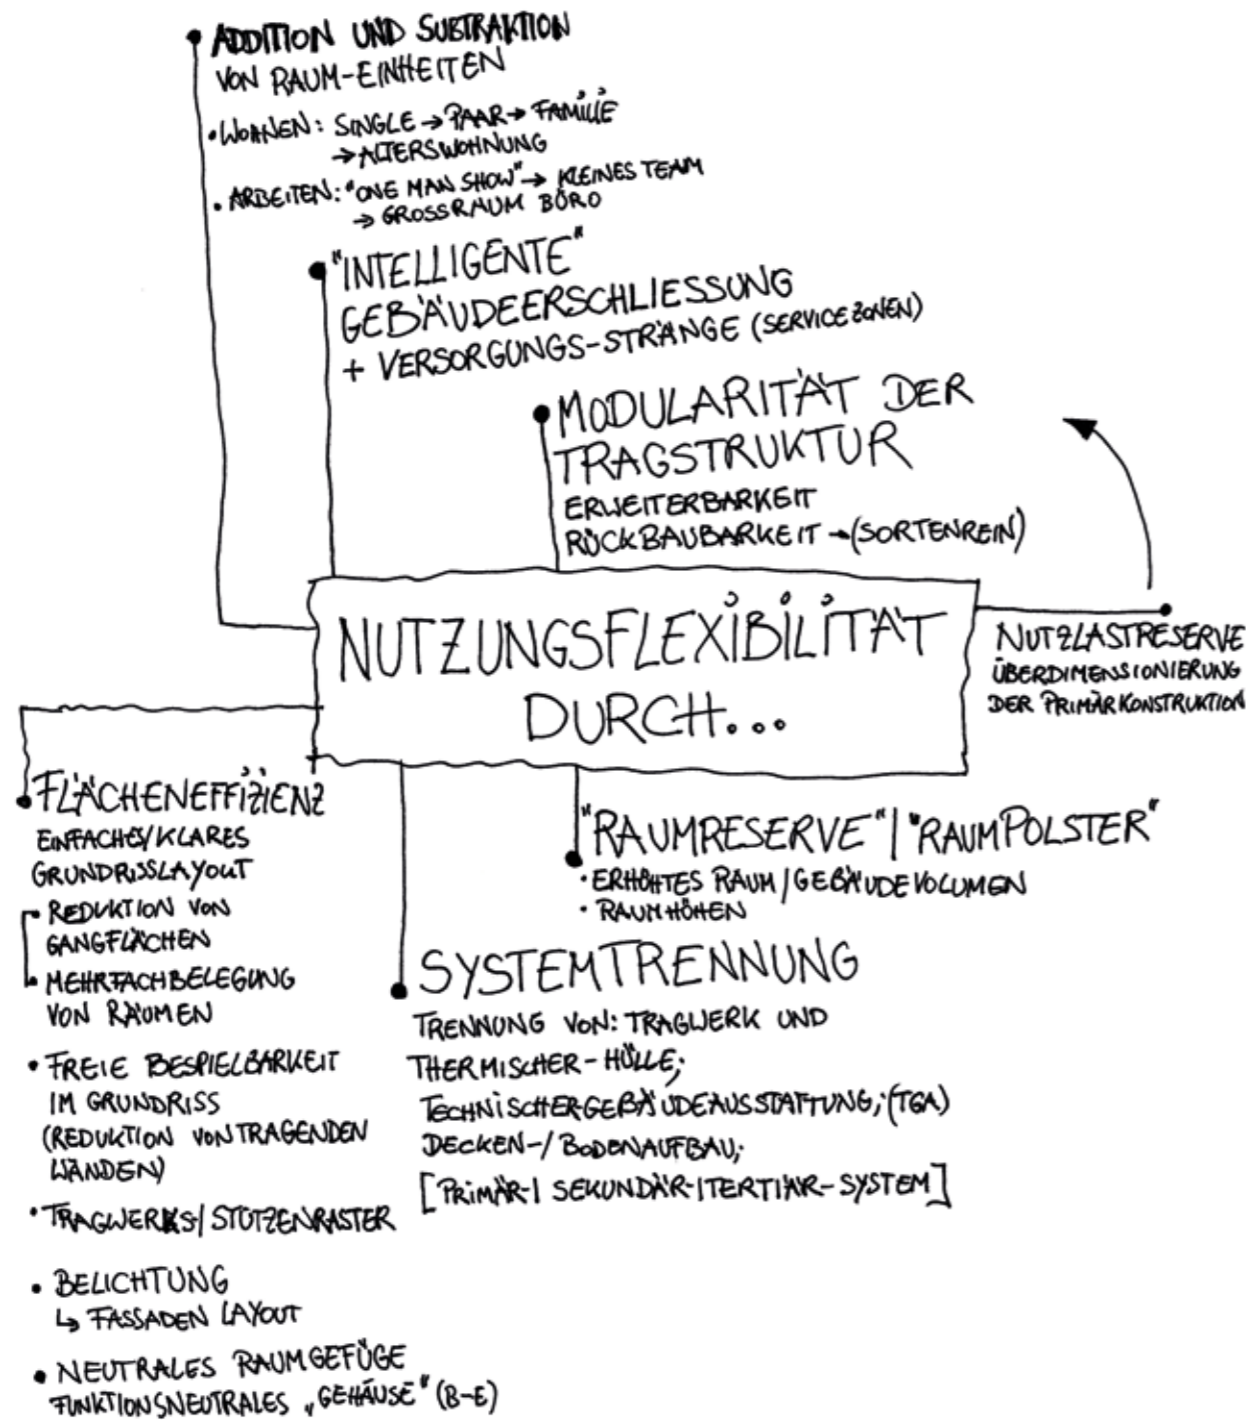 ADDITION UND SUBTRAKTION
VON RAUM-EINHEITEN
• WOHNEN: SINGLE → PAAR → FAMILIE
→ ALTERSWOHNUNG
• ARBEITEN: "ONE MAN SHOW" → KLEINES TEAM
→ GROSSRAUM BÜRO
"INTELLIGENTE"
GEBÄUDEERSCHLIESSUNG
+ VERSORGUNGS-STRÄNGE (SERVICEZONEN)
MODULARITÄT DER
TRAGSTRUKTUR
ERWEITERBARKEIT
RÜCKBAUBARKEIT → (SORTENREIN)
NUTZUNGSFLEXIBILITÄT
DURCH...
NUTZLASTRESERVE
ÜBERDIMENSIONIERUNG
DER PRIMÄRKONSTRUKTION
FLÄCHENEFFIZIENZ
EINFACHES/KLARES
GRUNDRISSLAYOUT
• REDUKTION VON
GANGFLÄCHEN
• MEHRFACHBELEGUNG
VON RÄUMEN
• FREIE BESPIELBARKEIT
IM GRUNDRISS
(REDUKTION VON TRAGENDEN
WÄNDEN)
• TRAGWERKS-/STÜTZENRASTER
• BELICHTUNG
↳ FASSADEN LAYOUT
• NEUTRALES RAUMGEFÜGE
FUNKTIONSNEUTRALES „GEHÄUSE" (B-E)
"RAUMRESERVE" | "RAUMPOLSTER"
• ERHÖHTES RAUM/GEBÄUDEVOLUMEN
• RAUMHÖHEN
SYSTEMTRENNUNG
TRENNUNG VON: TRAGWERK UND
THERMISCHER-HÜLLE;
TECHNISCHERGEBÄUDEAUSSTATTUNG; (TGA)
DECKEN-/BODENAUFBAU;
[PRIMÄR-| SEKUNDÄR-|TERTIÄR-SYSTEM]